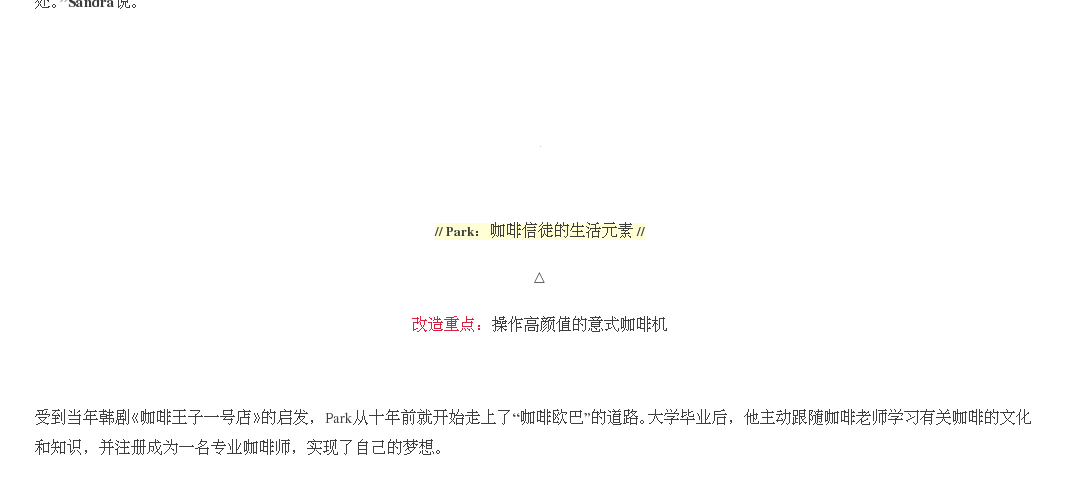 处。”Sandra说。
// Park：咖啡信徒的生活元素 //
△
改造重点：操作高颜值的意式咖啡机
受到当年韩剧《咖啡王子一号店》的启发，Park从十年前就开始走上了“咖啡欧巴”的道路。大学毕业后，他主动跟随咖啡老师学习有关咖啡的文化
和知识，并注册成为一名专业咖啡师，实现了自己的梦想。